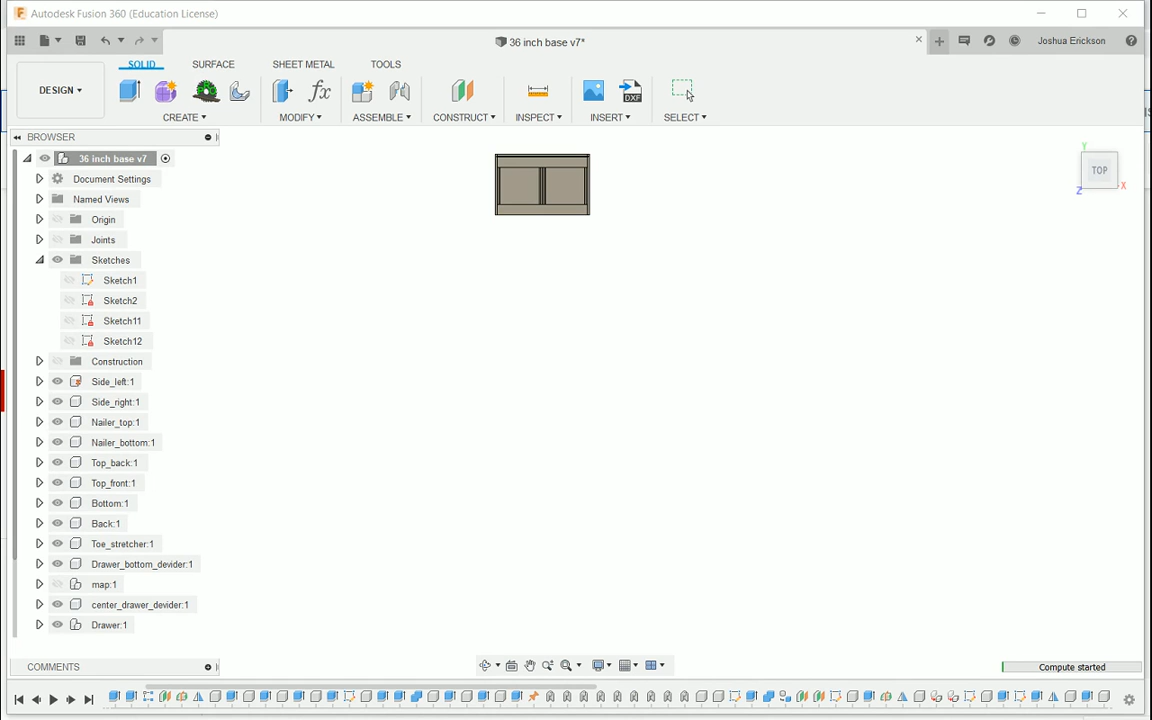 Autodesk Fusion 360 (Education License)
36 inch base v7*
Joshua Erickson
SOLID SURFACE SHEET METAL TOOLS
DESIGN
CREATE MODIFY ASSEMBLE CONSTRUCT INSPECT INSERT SELECT
DXF
BROWSER
36 inch base v7
Document Settings
Named Views
Origin
Joints
Sketches
Sketch1
Sketch2
Sketch11
Sketch12
Construction
Side_left:1
Side_right:1
Nailer_top:1
Nailer_bottom:1
Top_back:1
Top_front:1
Bottom:1
Back:1
Toe_stretcher:1
Drawer_bottom_devider:1
map:1
center_drawer_devider:1
Drawer:1
Y
TOP
Z
X
COMMENTS
Compute started